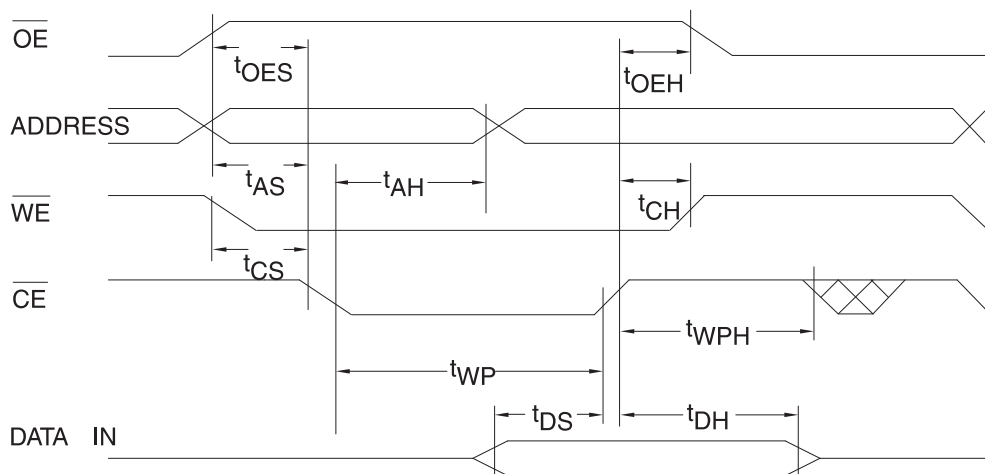 OE
tOES
tOEH
ADDRESS
tAS
tAH
tCH
WE
tCS
CE
tWPH
tWP
tDS
tDH
DATA IN